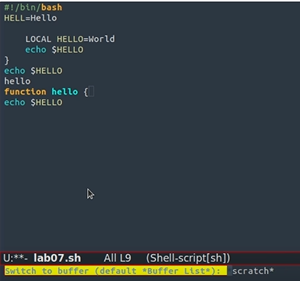 #!/bin/bash
HELL=Hello
LOCAL HELLO=World
echo $HELLO
}
echo $HELLO
hello
function hello {
echo $HELLO
U:**- lab07.sh All L9 (Shell-script[sh])
Switch to buffer (default *Buffer List*): scratch*